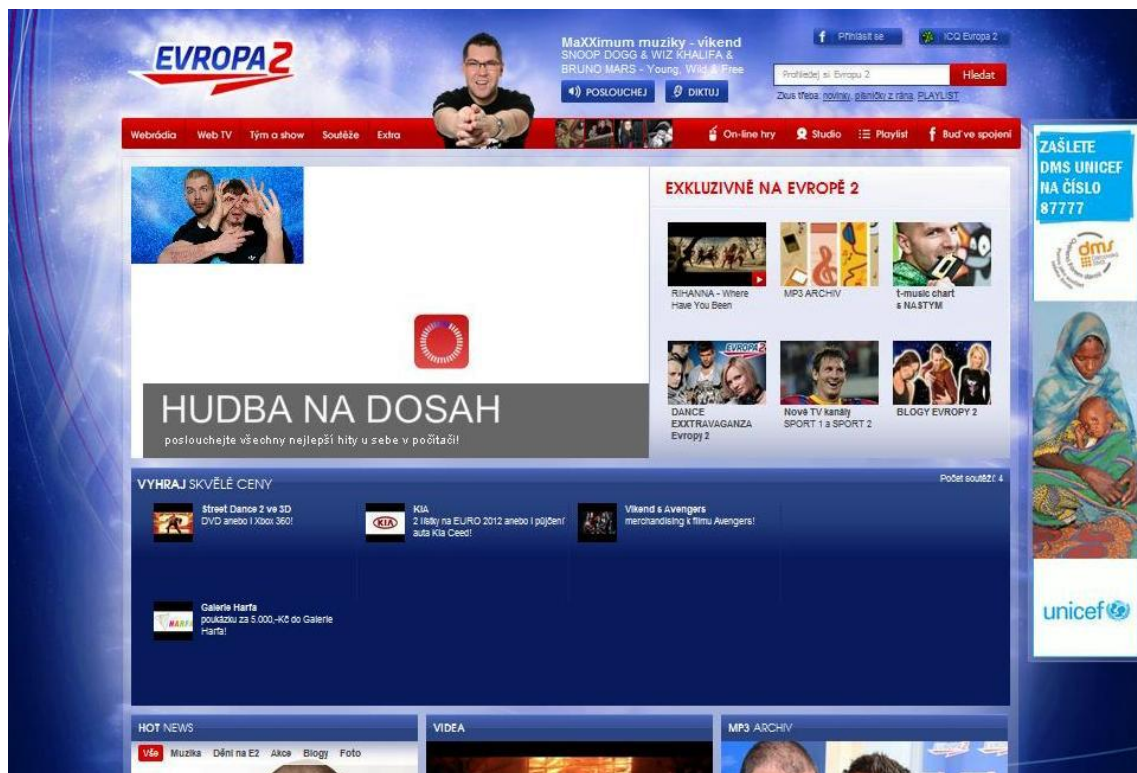 EVROPA 2
MaXXimum muziky - víkend
SNOOP DOGG & WIZ KHALIFA &
BRUNO MARS - Young, Wild & Free
POSLOUCHEJ
DIKTUJ
Přihlásit se
ICQ Evropa 2
Prohledej si Evropu 2
Hledat
Zkus třeba: novinky, písničky z rána, PLAYLIST
Webrádia
Web TV
Tým a show
Soutěže
Extra
On-line hry
Studio
Playlist
Buď ve spojení
HUDBA NA DOSAH
poslouchejte všechny nejlepší hity u sebe v počítači!
EXKLUZIVNĚ NA EVROPĚ 2
RIHANNA - Where
Have You Been
MP3 ARCHIV
t-music chart
s NASTYM
EVROPA 2
DANCE
EXXTRAVAGANZA
Evropy 2
Nové TV kanály
SPORT 1 a SPORT 2
BLOGY EVROPY 2
ZAŠLETE
DMS UNICEF
NA ČÍSLO
87777
dms
unicef
VYHRAJ SKVĚLÉ CENY
Počet soutěží: 4
Street Dance 2 ve 3D
DVD anebo i Xbox 360!
KIA
KIA
2 lístky na EURO 2012 anebo i půjčení
auta Kia Ceed!
Víkend s Avengers
merchandising k filmu Avengers!
HARFA
Galerie Harfa
poukázku za 5.000,-Kč do Galerie
Harfa!
HOT NEWS
Vše
Muzika
Dění na E2
Akce
Blogy
Foto
VIDEA
MP3 ARCHIV